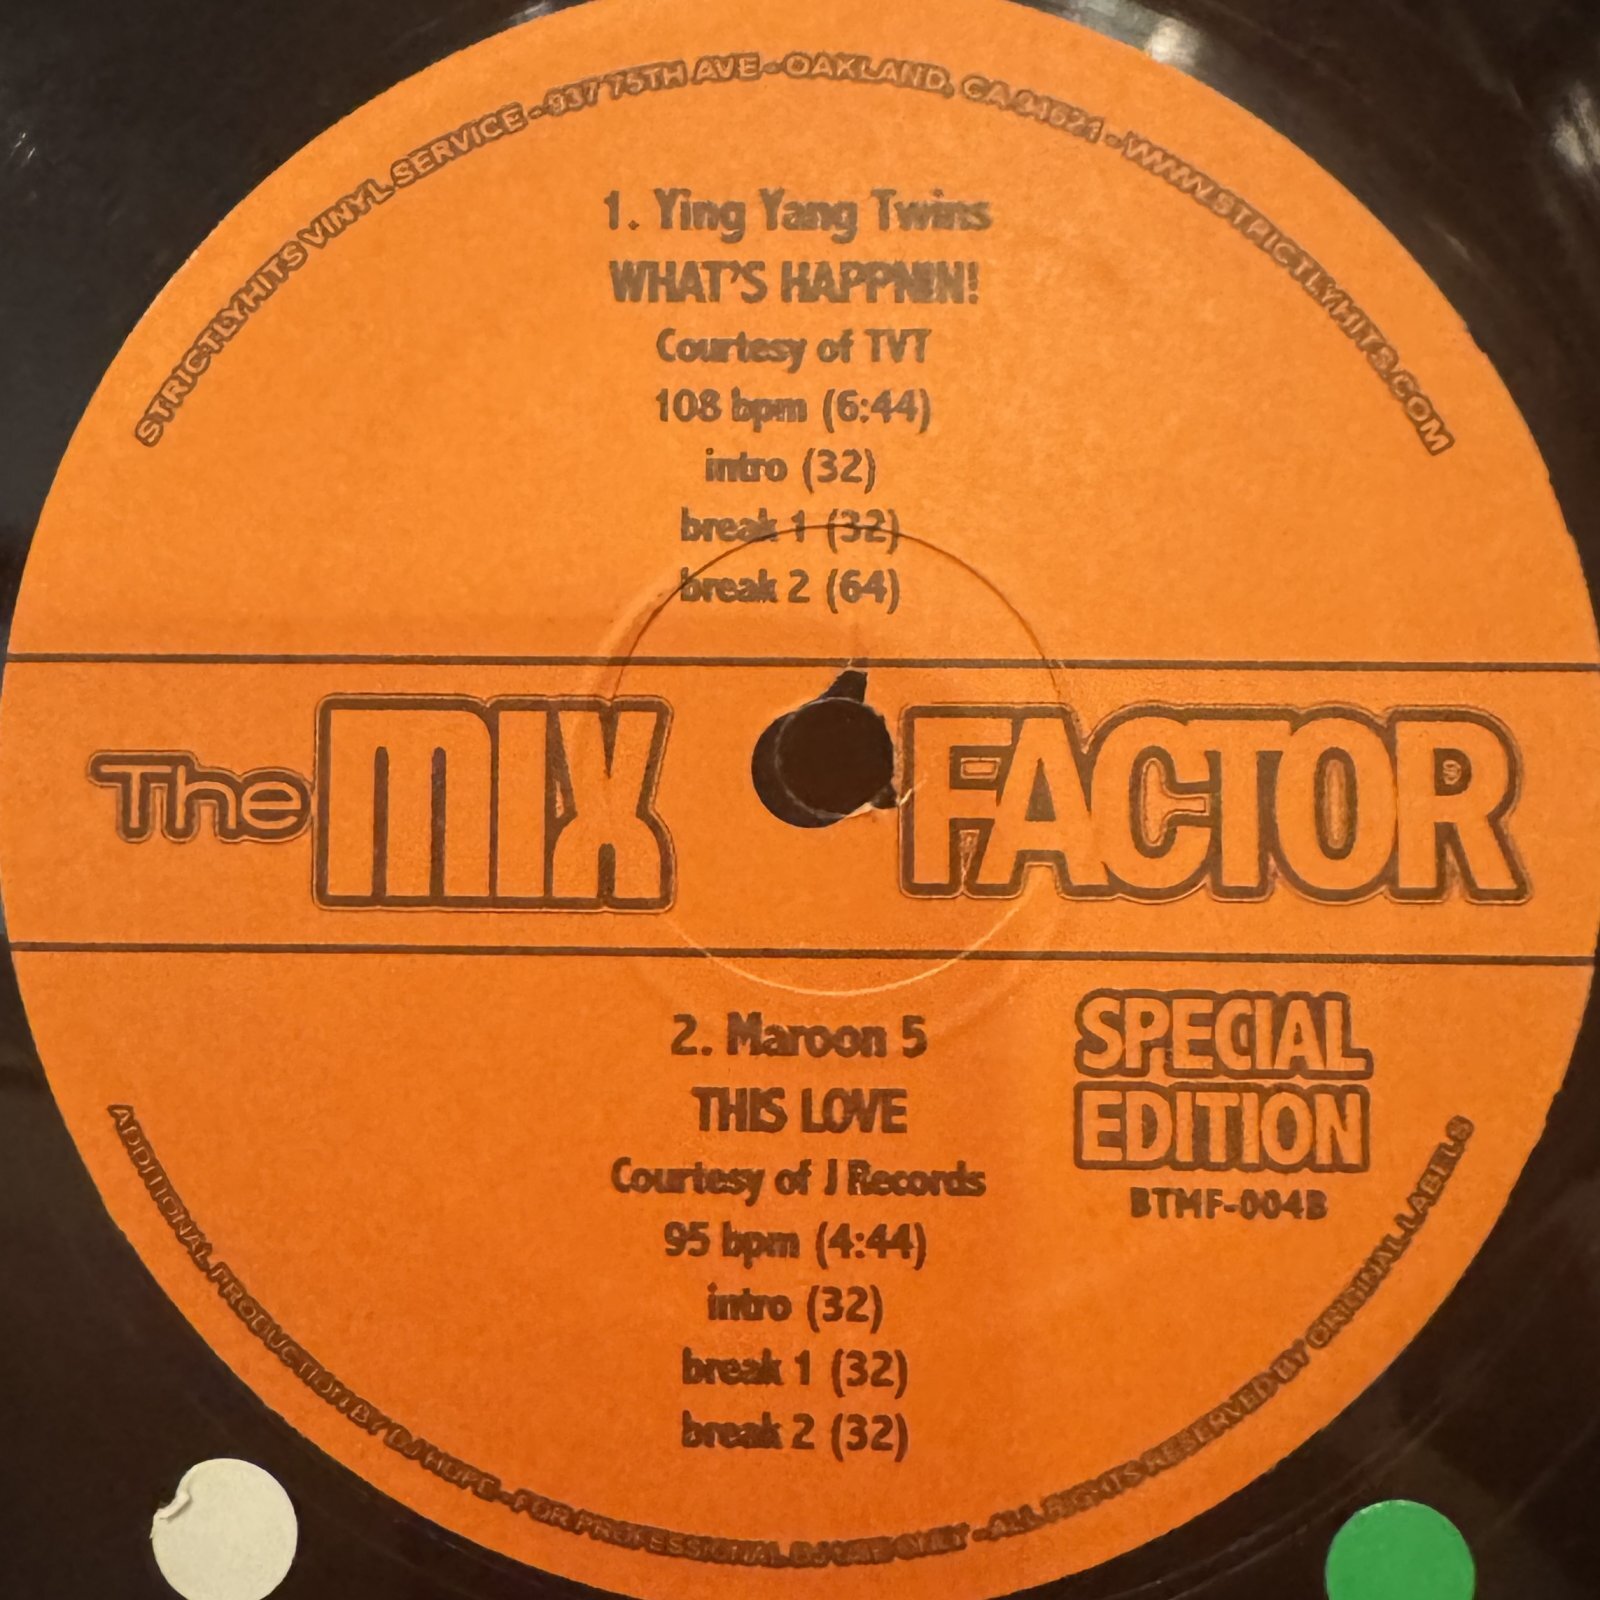 STRICTLYHITS VINYL SERVICE - 937 75TH AVE - OAKLAND, CA 94621 - WWW.STRICTLYHITS.COM
1. Ying Yang Twins
WHAT'S HAPPNIN!
Courtesy of TVT
108 bpm (6:44)
intro (32)
break 1 (32)
break 2 (64)
The MIX FACTOR
2. Maroon 5
THIS LOVE
Courtesy of J Records
95 bpm (4:44)
intro (32)
break 1 (32)
break 2 (32)
SPECIAL
EDITION
BTMF-004B
ADDITIONAL PRODUCTION BY DJ HUPE - FOR PROFESSIONAL DJ USE ONLY - ALL RIGHTS RESERVED BY ORIGINAL LABELS